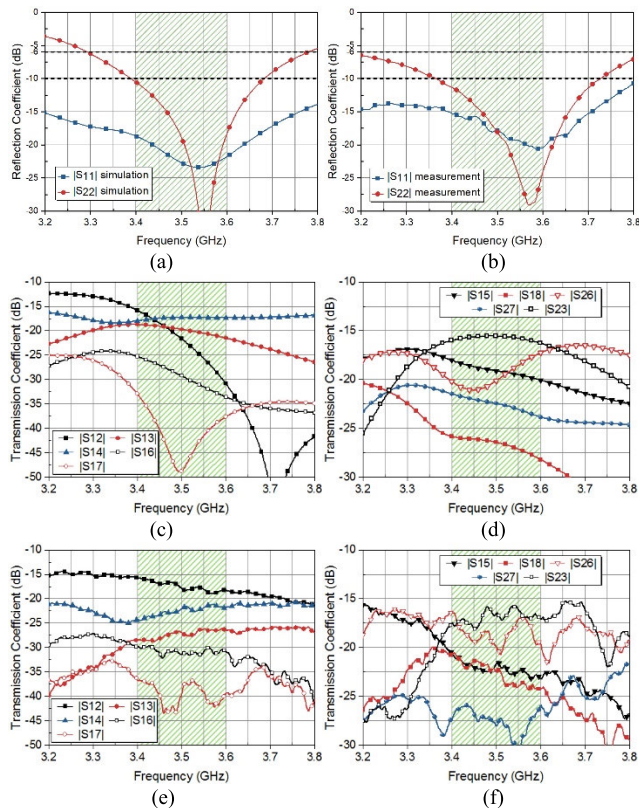 0
-5
-6
-10
-15
-20
-25
-30
Reflection Coefficient (dB)
|S11| simulation
|S22| simulation
3.2 3.3 3.4 3.5 3.6 3.7 3.8
Frequency (GHz)
(a)
0
-5
-6
-10
-15
-20
-25
-30
Reflection Coefficient (dB)
|S11| measurement
|S22| measurement
3.2 3.3 3.4 3.5 3.6 3.7 3.8
Frequency (GHz)
(b)
-10
-15
-20
-25
-30
-35
-40
-45
-50
Transmission Coefficient (dB)
|S12| |S13|
|S14| |S16|
|S17|
3.2 3.3 3.4 3.5 3.6 3.7 3.8
Frequency (GHz)
(c)
-10
-15
-20
-25
-30
Transmission Coefficient (dB)
|S15| |S18| |S26|
|S27| |S23|
3.2 3.3 3.4 3.5 3.6 3.7 3.8
Frequency (GHz)
(d)
-10
-15
-20
-25
-30
-35
-40
-45
-50
Transmission Coefficient (dB)
|S12| |S13|
|S14| |S16|
|S17|
3.2 3.3 3.4 3.5 3.6 3.7 3.8
Frequency (GHz)
(e)
-10
-15
-20
-25
-30
Transmission Coefficient (dB)
|S15| |S18| |S26|
|S27| |S23|
3.2 3.3 3.4 3.5 3.6 3.7 3.8
Frequency (GHz)
(f)